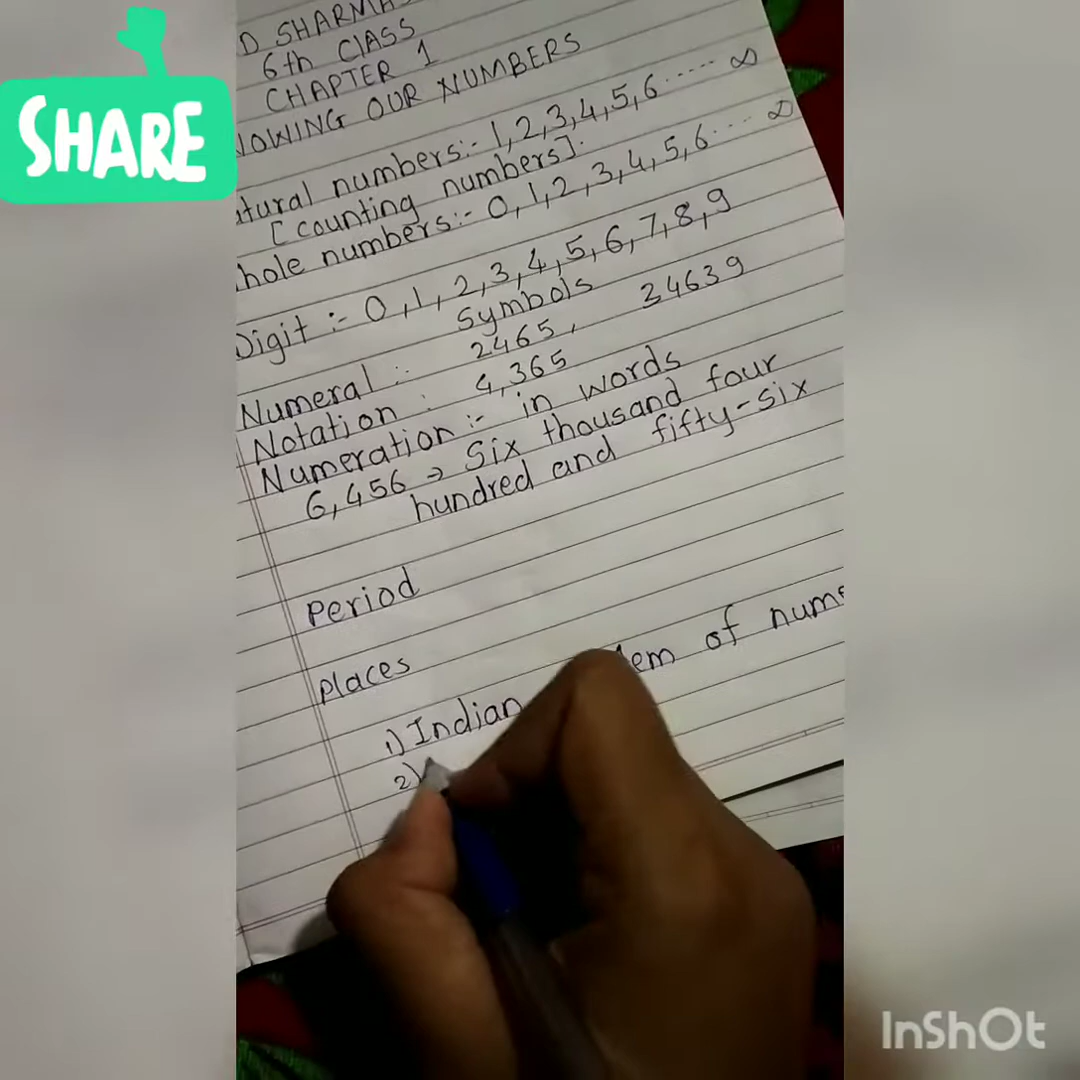 SHARE
D SHARMA
6th CLASS
CHAPTER 1
NOWING OUR NUMBERS
tural numbers:- 1,2,3,4,5,6 ..... ∞
[counting numbers].
hole numbers:- 0,1,2,3,4,5,6... ∞
Digit :- 0,1,2,3,4,5,6,7,8,9
Symbols
Numeral : 2465, 34639
Notation : 4,365
Numeration :- in words
6,456 → Six thousand four
hundred and fifty-six
Period
places
1) Indian em of num
2)
InShOt